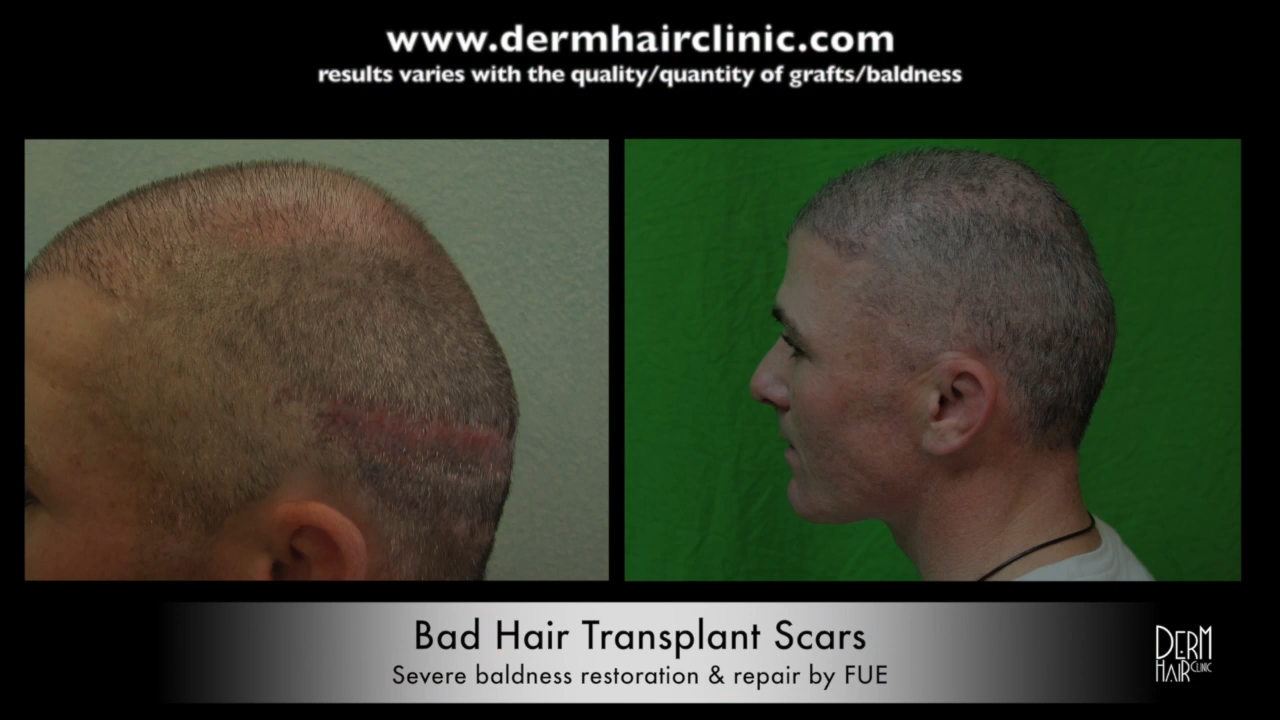 www.dermhairclinic.com
results varies with the quality/quantity of grafts/baldness
Bad Hair Transplant Scars
Severe baldness restoration & repair by FUE
DERM
HAIR CLINIC